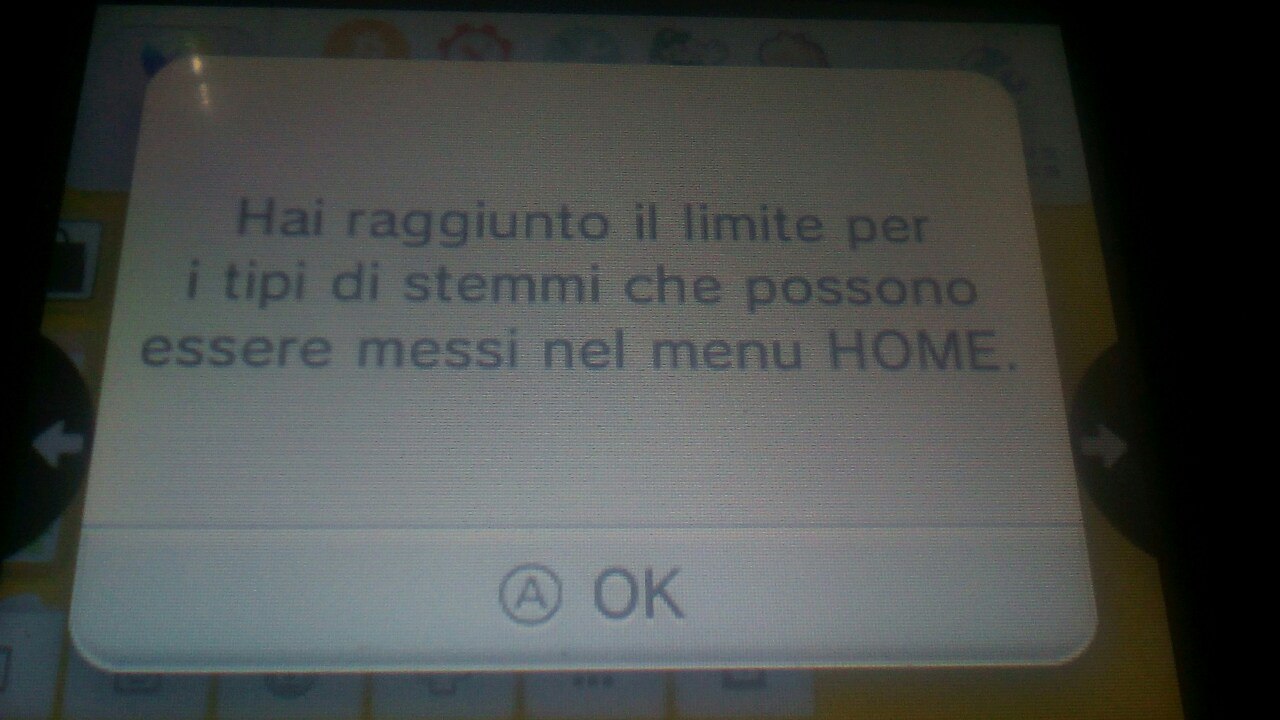 Hai raggiunto il limite per
i tipi di stemmi che possono
essere messi nel menu HOME.
Ⓐ OK